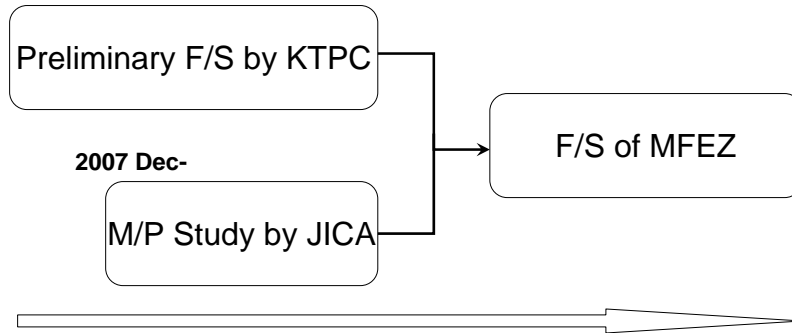 Preliminary F/S by KTPC
F/S of MFEZ
2007 Dec-
M/P Study by JICA